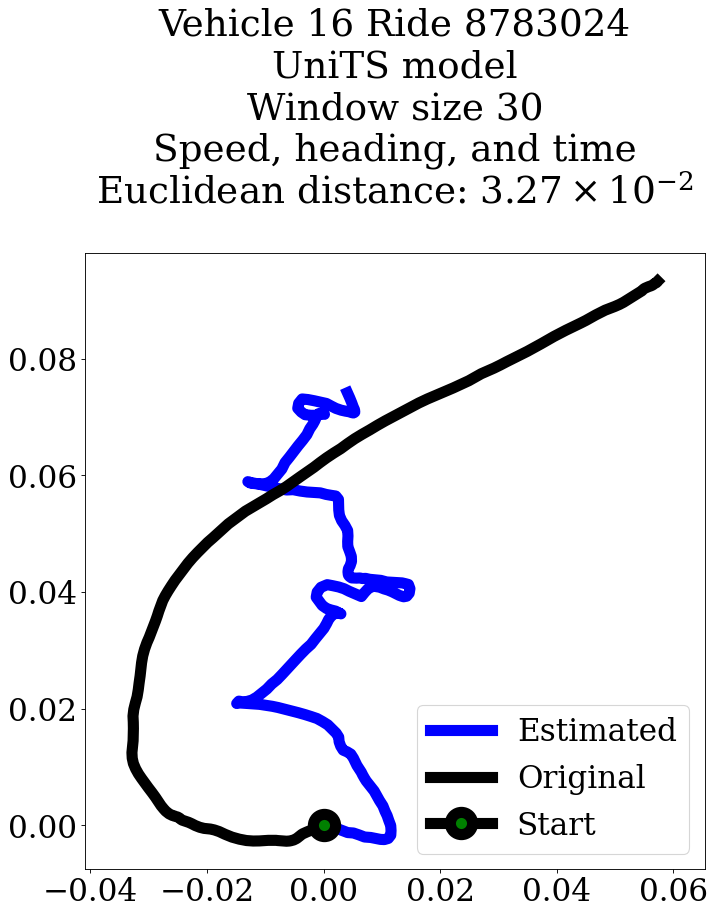 Vehicle 16 Ride 8783024
UniTS model
Window size 30
Speed, heading, and time
Euclidean distance: 3.27 × 10⁻²
0.08
0.06
0.04
0.02
0.00
−0.04 −0.02 0.00 0.02 0.04 0.06
Estimated
Original
Start